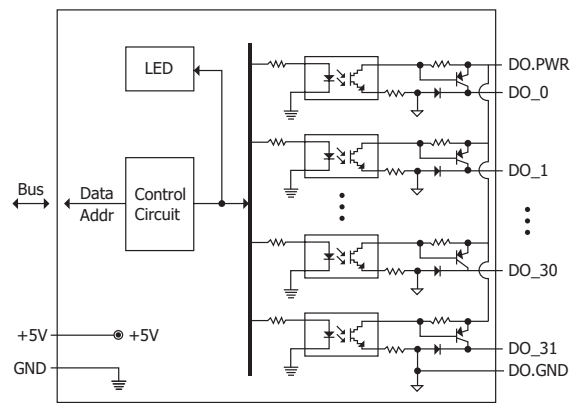 LED
DO.PWR
DO_0
DO_1
Bus
Data
Addr
Control
Circuit
DO_30
+5V
+5V
DO_31
GND
DO.GND